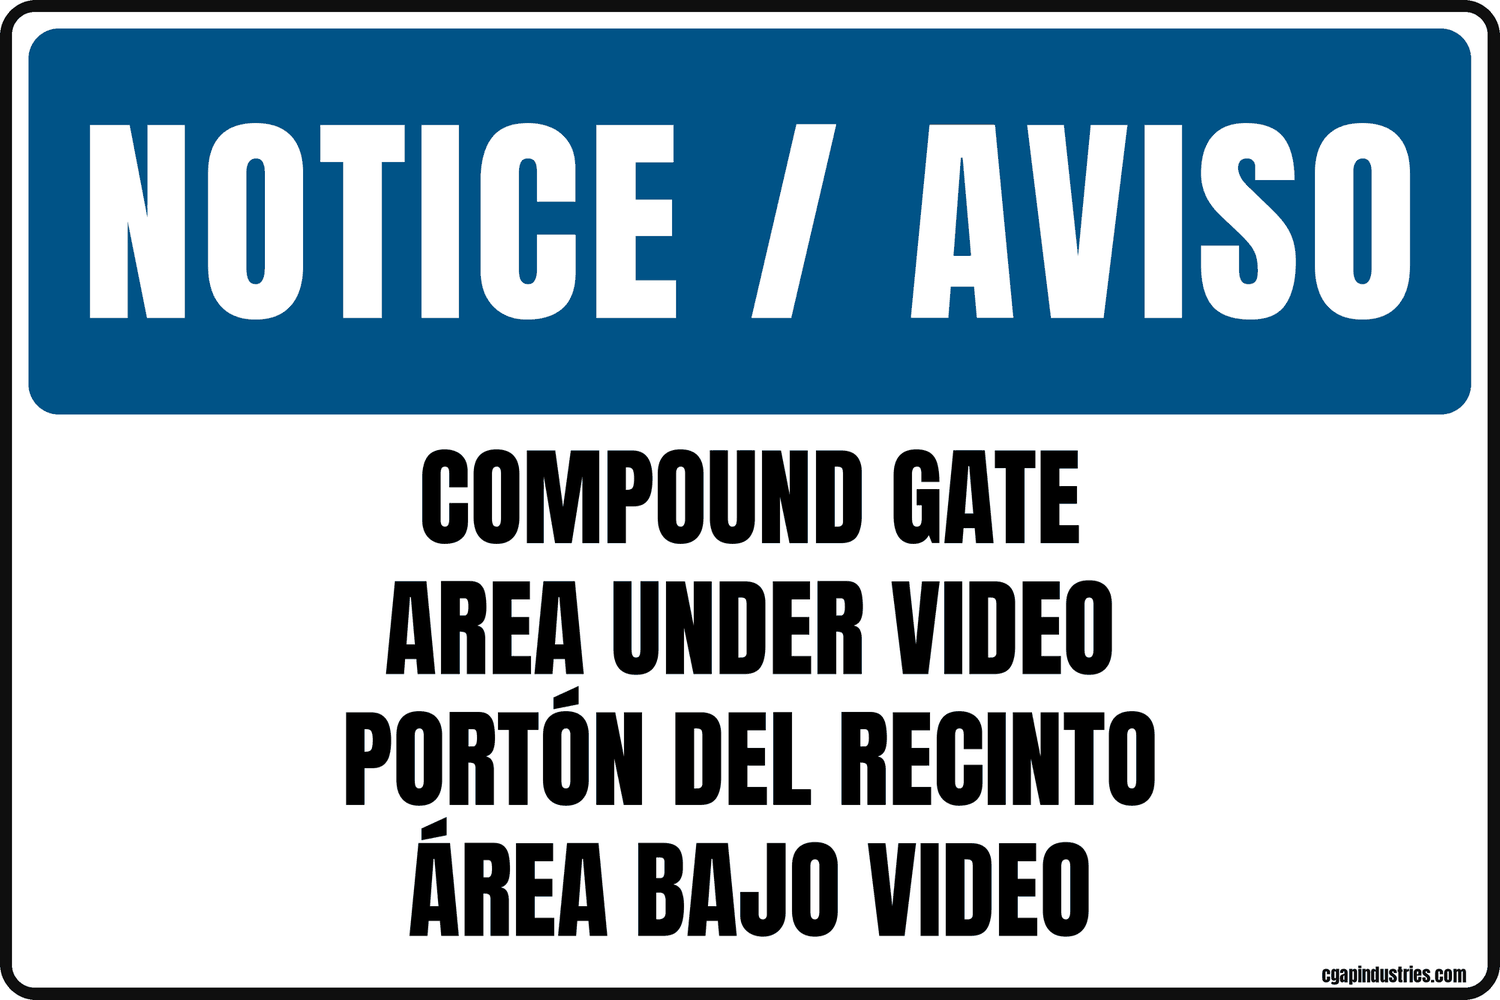 NOTICE / AVISO
COMPOUND GATE
AREA UNDER VIDEO
PORTÓN DEL RECINTO
ÁREA BAJO VIDEO
cgapindustries.com